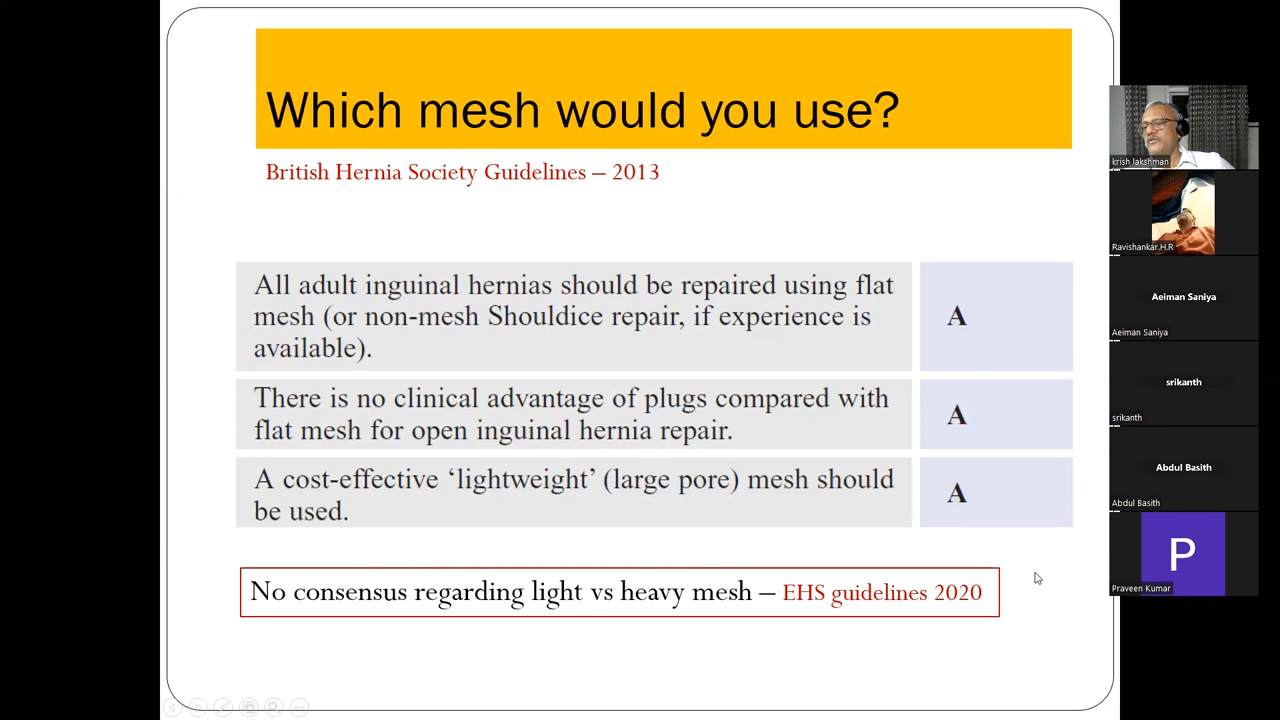 Which mesh would you use?
British Hernia Society Guidelines – 2013
All adult inguinal hernias should be repaired using flat
mesh (or non-mesh Shouldice repair, if experience is
available).
A
There is no clinical advantage of plugs compared with
flat mesh for open inguinal hernia repair.
A
A cost-effective ‘lightweight’ (large pore) mesh should
be used.
A
No consensus regarding light vs heavy mesh – EHS guidelines 2020
krish lakshman
Ravishankar.H.R
Aeiman Saniya
Aeiman Saniya
srikanth
srikanth
Abdul Basith
Abdul Basith
P
Praveen Kumar